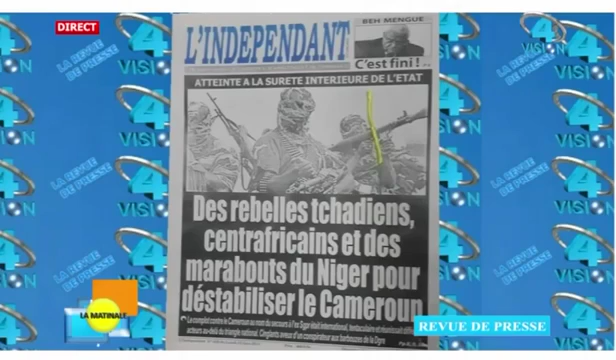 DIRECT
LA REVUE
DE PRESSE
4
VISION
L'INDEPENDANT
BEH MENGUE
C'est fini !
ATTEINTE A LA SURETE INTERIEURE DE L'ETAT
Des rebelles tchadiens,
centrafricains et des
marabouts du Niger pour
déstabiliser le Cameroun
LA MATINALE
REVUE DE PRESSE